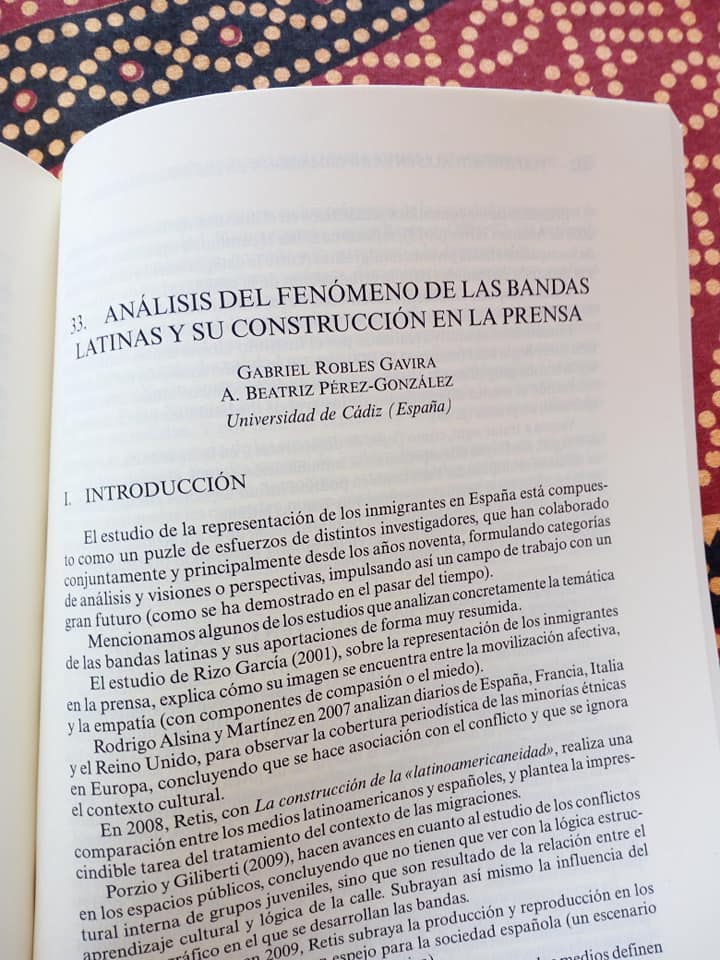 33. ANÁLISIS DEL FENÓMENO DE LAS BANDAS
LATINAS Y SU CONSTRUCCIÓN EN LA PRENSA
GABRIEL ROBLES GAVIRA
A. BEATRIZ PÉREZ-GONZÁLEZ
Universidad de Cádiz (España)
I. INTRODUCCIÓN
El estudio de la representación de los inmigrantes en España está compues-
to como un puzle de esfuerzos de distintos investigadores, que han colaborado
conjuntamente y principalmente desde los años noventa, formulando categorías
de análisis y visiones o perspectivas, impulsando así un campo de trabajo con un
gran futuro (como se ha demostrado en el pasar del tiempo).
Mencionamos algunos de los estudios que analizan concretamente la temática
de las bandas latinas y sus aportaciones de forma muy resumida.
El estudio de Rizo García (2001), sobre la representación de los inmigrantes
en la prensa, explica cómo su imagen se encuentra entre la movilización afectiva,
y la empatía (con componentes de compasión o el miedo).
Rodrigo Alsina y Martínez en 2007 analizan diarios de España, Francia, Italia
y el Reino Unido, para observar la cobertura periodística de las minorías étnicas
en Europa, concluyendo que se hace asociación con el conflicto y que se ignora
el contexto cultural.
En 2008, Retis, con La construcción de la «latinoamericaneidad», realiza una
comparación entre los medios latinoamericanos y españoles, y plantea la impres-
cindible tarea del tratamiento del contexto de las migraciones.
Porzio y Giliberti (2009), hacen avances en cuanto al estudio de los conflictos
en los espacios públicos, concluyendo que no tienen que ver con la lógica estruc-
tural interna de grupos juveniles, sino que son resultado de la relación entre el
aprendizaje cultural y lógica de la calle. Subrayan así mismo la influencia del
gráfico en el que se desarrollan las bandas.
en 2009, Retis subraya la producción y reproducción en los
espejo para la sociedad española (un escenario
medios definen